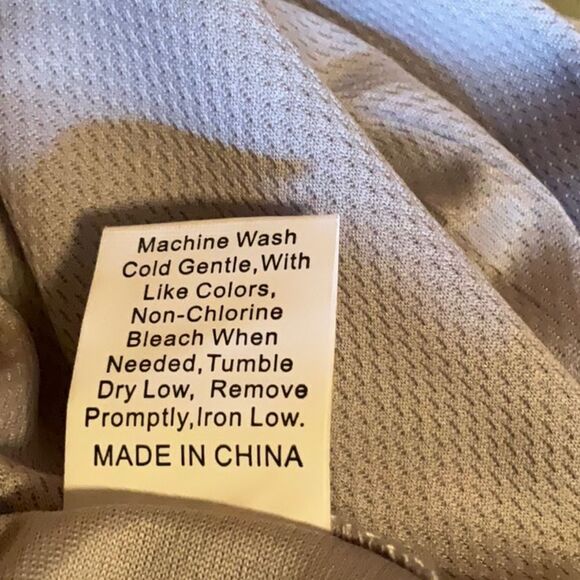 Machine Wash
Cold Gentle,With
Like Colors,
Non-Chlorine
Bleach When
Needed,Tumble
Dry Low, Remove
Promptly,Iron Low.
MADE IN CHINA